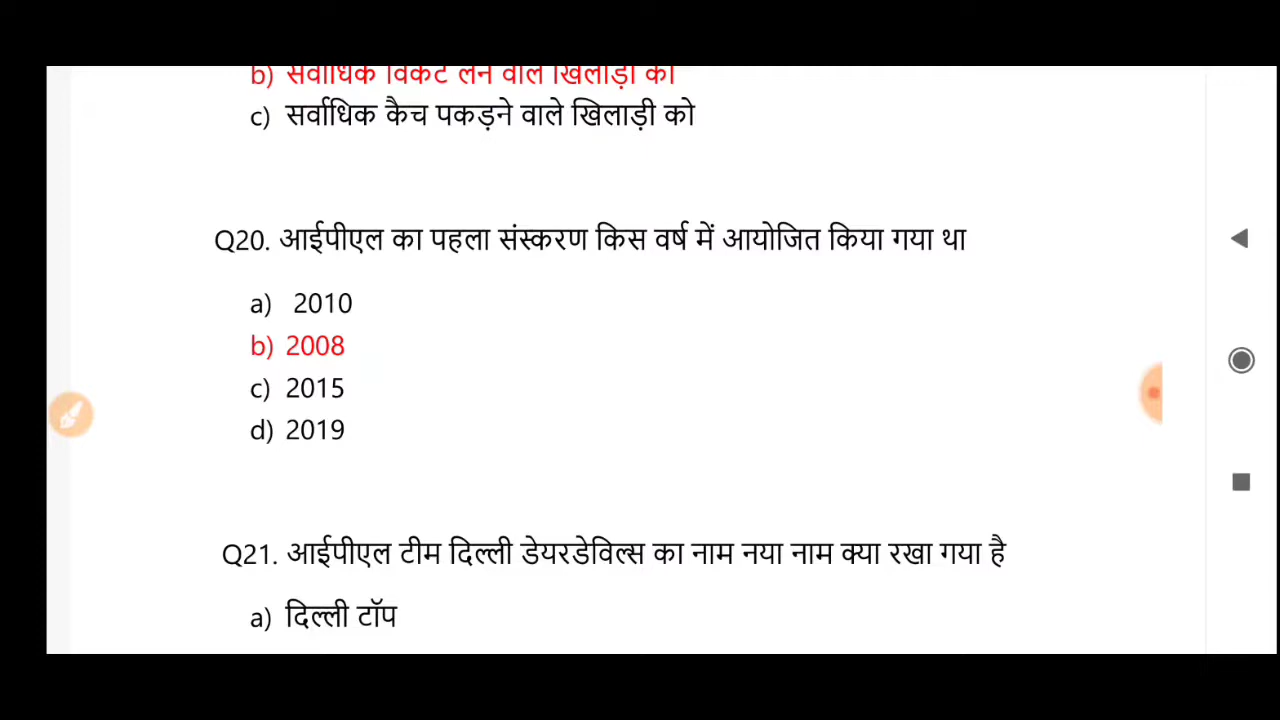 b) सर्वाधिक विकेट लेने वाले खिलाड़ी को
c) सर्वाधिक कैच पकड़ने वाले खिलाड़ी को
Q20. आईपीएल का पहला संस्करण किस वर्ष में आयोजित किया गया था
a) 2010
b) 2008
c) 2015
d) 2019
Q21. आईपीएल टीम दिल्ली डेयरडेविल्स का नाम नया नाम क्या रखा गया है
a) दिल्ली टॉप